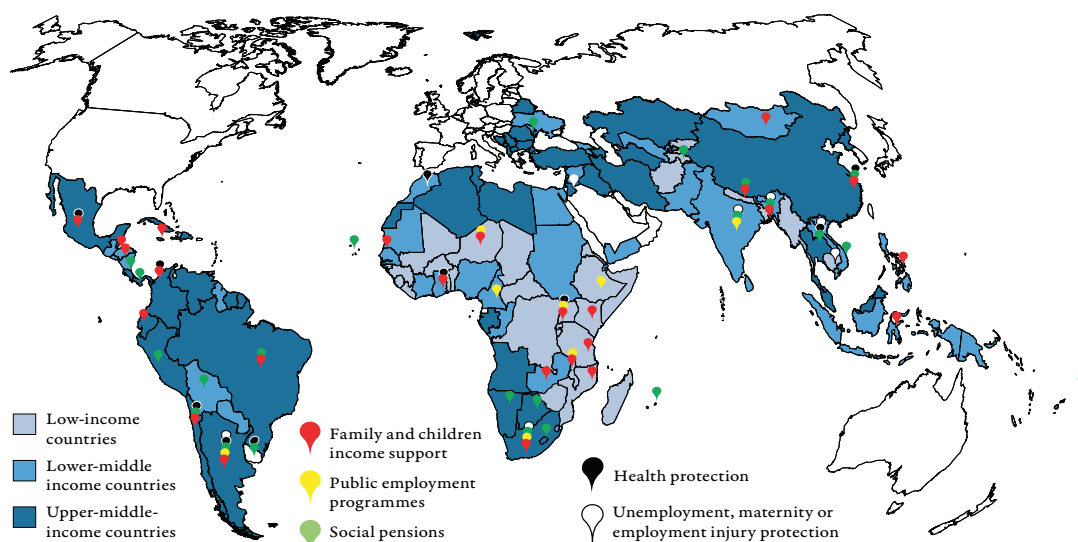 Low-income
countries
Lower-middle
income countries
Upper-middle-
income countries
Family and children
income support
Public employment
programmes
Social pensions
Health protection
Unemployment, maternity or
employment injury protection